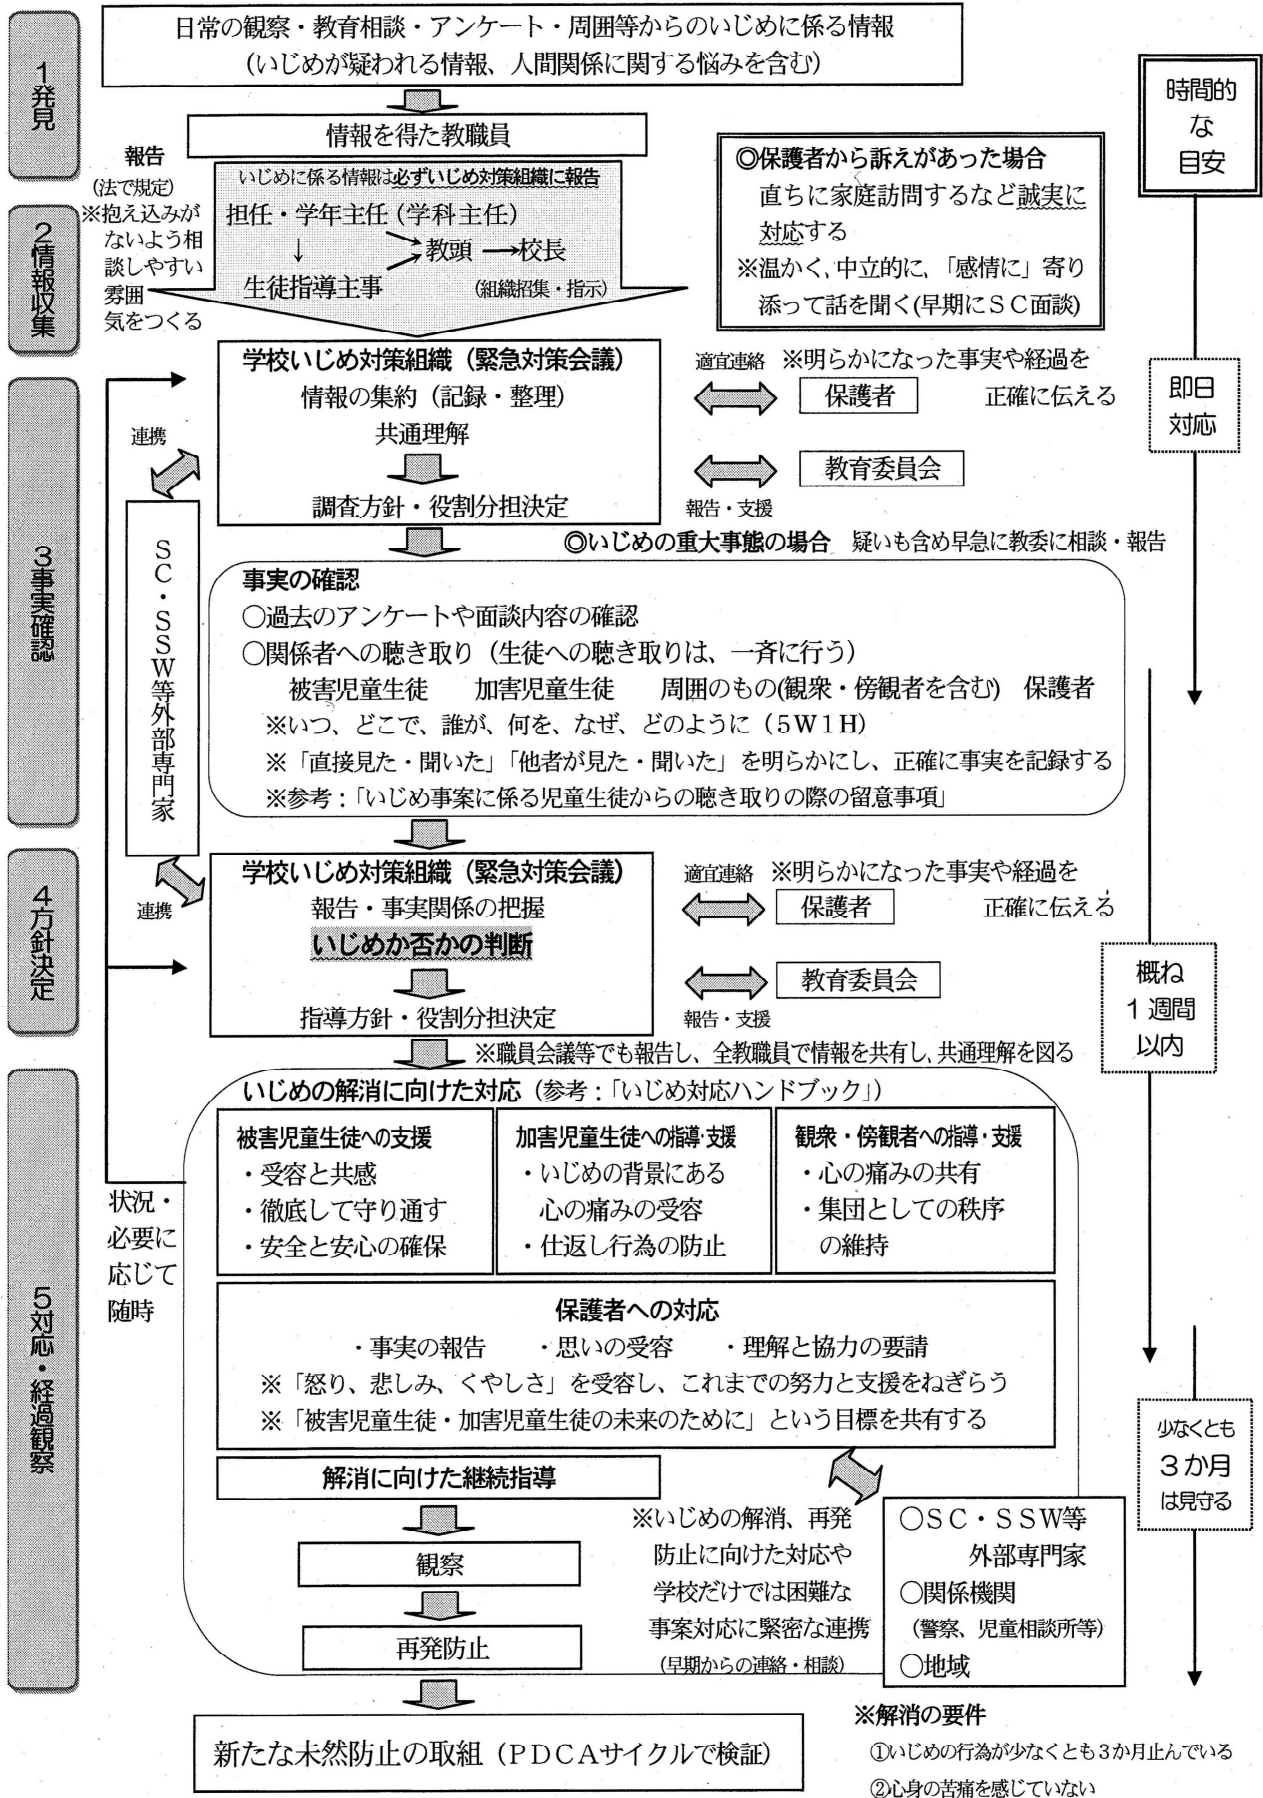 日常の観察・教育相談・アンケート・周囲等からのいじめに係る情報
（いじめが疑われる情報、人間関係に関する悩みを含む）
1発見
時間的
な
目安
情報を得た教職員
報告
（法で規定）
※抱え込みが
ないよう相
談しやすい
雰囲
気をつくる
いじめに係る情報は必ずいじめ対策組織に報告
担任・学年主任（学科主任）
↓
教頭→校長
生徒指導主事
（組織招集・指示）
◎保護者から訴えがあった場合
直ちに家庭訪問するなど誠実に
対応する
※温かく,中立的に、「感情に」寄り
添って話を聞く(早期にＳＣ面談)
2情報収集
学校いじめ対策組織（緊急対策会議）
情報の集約（記録・整理）
共通理解
調査方針・役割分担決定
適宜連絡 ※明らかになった事実や経過を
保護者 正確に伝える
教育委員会
報告・支援
即日
対応
連携
ＳＣ・ＳＳＷ等外部専門家
3事実確認
◎いじめの重大事態の場合 疑いも含め早急に教委に相談・報告
事実の確認
○過去のアンケートや面談内容の確認
○関係者への聴き取り（生徒への聴き取りは、一斉に行う）
被害児童生徒 加害児童生徒 周囲のもの(観衆・傍観者を含む) 保護者
※いつ、どこで、誰が、何を、なぜ、どのように（５Ｗ１Ｈ）
※「直接見た・聞いた」「他者が見た・聞いた」を明らかにし、正確に事実を記録する
※参考：「いじめ事案に係る児童生徒からの聴き取りの際の留意事項」
4方針決定
連携
学校いじめ対策組織（緊急対策会議）
報告・事実関係の把握
いじめか否かの判断
指導方針・役割分担決定
適宜連絡 ※明らかになった事実や経過を
保護者 正確に伝える
教育委員会
報告・支援
概ね
１週間
以内
※職員会議等でも報告し、全教職員で情報を共有し,共通理解を図る
5対応・経過観察
いじめの解消に向けた対応（参考：「いじめ対応ハンドブック」）
被害児童生徒への支援
・受容と共感
・徹底して守り通す
・安全と安心の確保
加害児童生徒への指導・支援
・いじめの背景にある
心の痛みの受容
・仕返し行為の防止
観衆・傍観者への指導・支援
・心の痛みの共有
・集団としての秩序
の維持
状況・
必要に
応じて
随時
保護者への対応
・事実の報告 ・思いの受容 ・理解と協力の要請
※「怒り、悲しみ、くやしさ」を受容し、これまでの努力と支援をねぎらう
※「被害児童生徒・加害児童生徒の未来のために」という目標を共有する
少なくとも
３か月
は見守る
解消に向けた継続指導
観察
再発防止
※いじめの解消、再発
防止に向けた対応や
学校だけでは困難な
事案対応に緊密な連携
（早期からの連絡・相談）
○ＳＣ・ＳＳＷ等
外部専門家
○関係機関
（警察、児童相談所等）
○地域
新たな未然防止の取組（ＰＤＣＡサイクルで検証）
※解消の要件
①いじめの行為が少なくとも３か月止んでいる
②心身の苦痛を感じていない